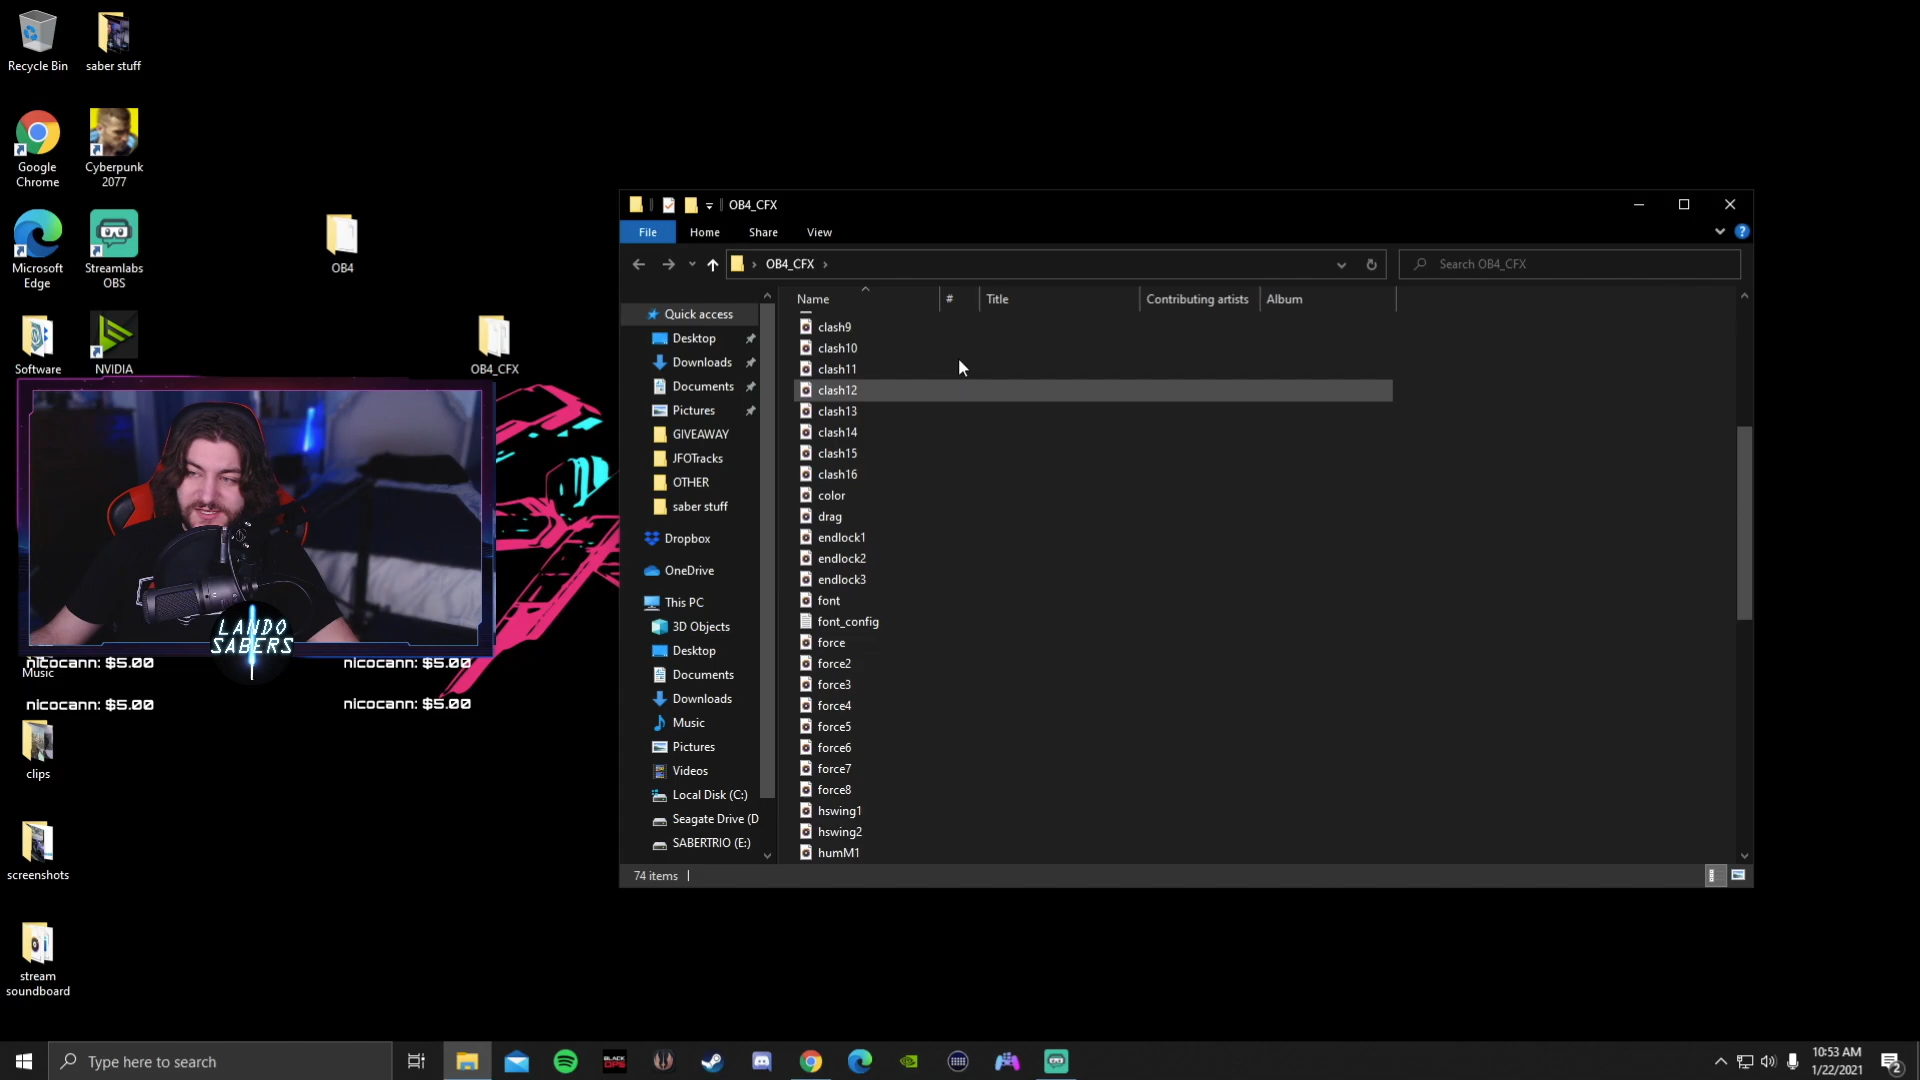 Recycle Bin
saber stuff
Google
Chrome
Cyberpunk
2077
Microsoft
Edge
Streamlabs
OBS
OB4
Software
NVIDIA
OB4_CFX
LANDO
SABERS
nicocann: $5.00
nicocann: $5.00
Music
nicocann: $5.00
nicocann: $5.00
clips
screenshots
stream
soundboard
OB4_CFX
File
Home
Share
View
?
OB4_CFX
Search OB4_CFX
Name
#
Title
Contributing artists
Album
Quick access
Desktop
Downloads
Documents
Pictures
GIVEAWAY
JFOTracks
OTHER
saber stuff
Dropbox
OneDrive
This PC
3D Objects
Desktop
Documents
Downloads
Music
Pictures
Videos
Local Disk (C:)
Seagate Drive (D
SABERTRIO (E:)
clash9
clash10
clash11
clash12
clash13
clash14
clash15
clash16
color
drag
endlock1
endlock2
endlock3
font
font_config
force
force2
force3
force4
force5
force6
force7
force8
hswing1
hswing2
humM1
74 items
Type here to search
BLACK
OPS
10:53 AM
1/22/2021
2